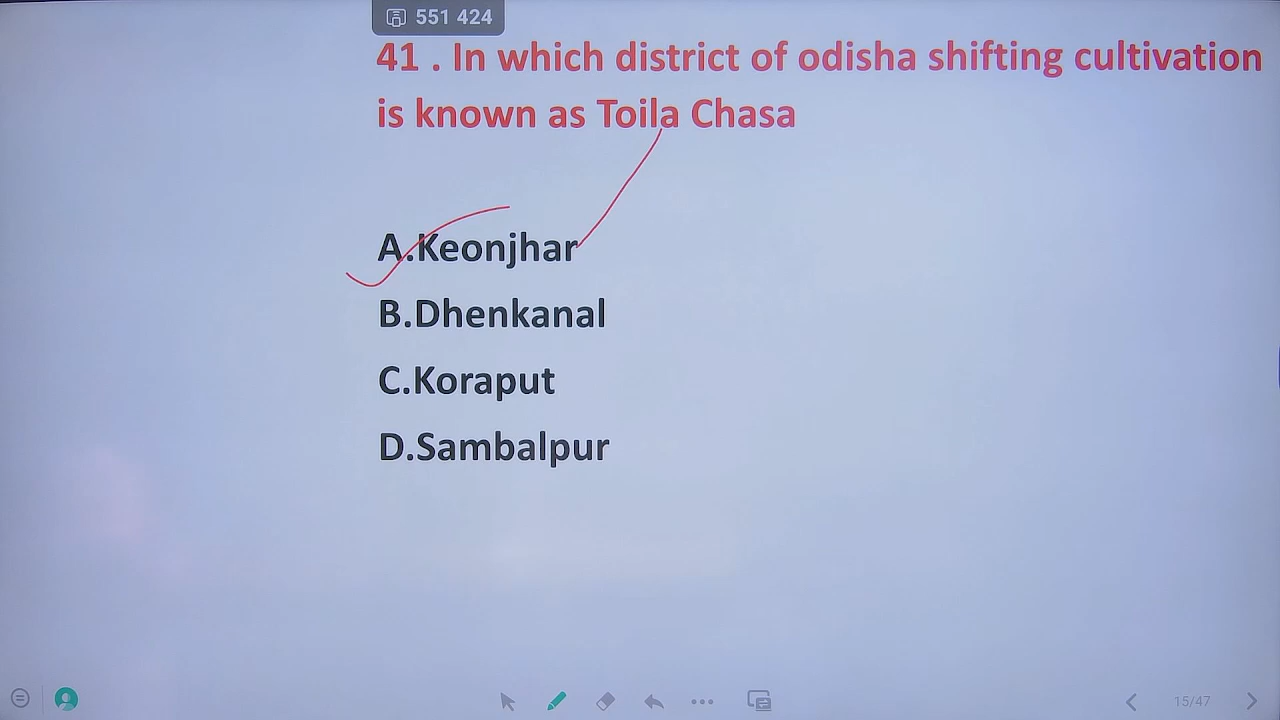 551 424
41 . In which district of odisha shifting cultivation
is known as Toila Chasa
A.Keonjhar
B.Dhenkanal
C.Koraput
D.Sambalpur
15/47